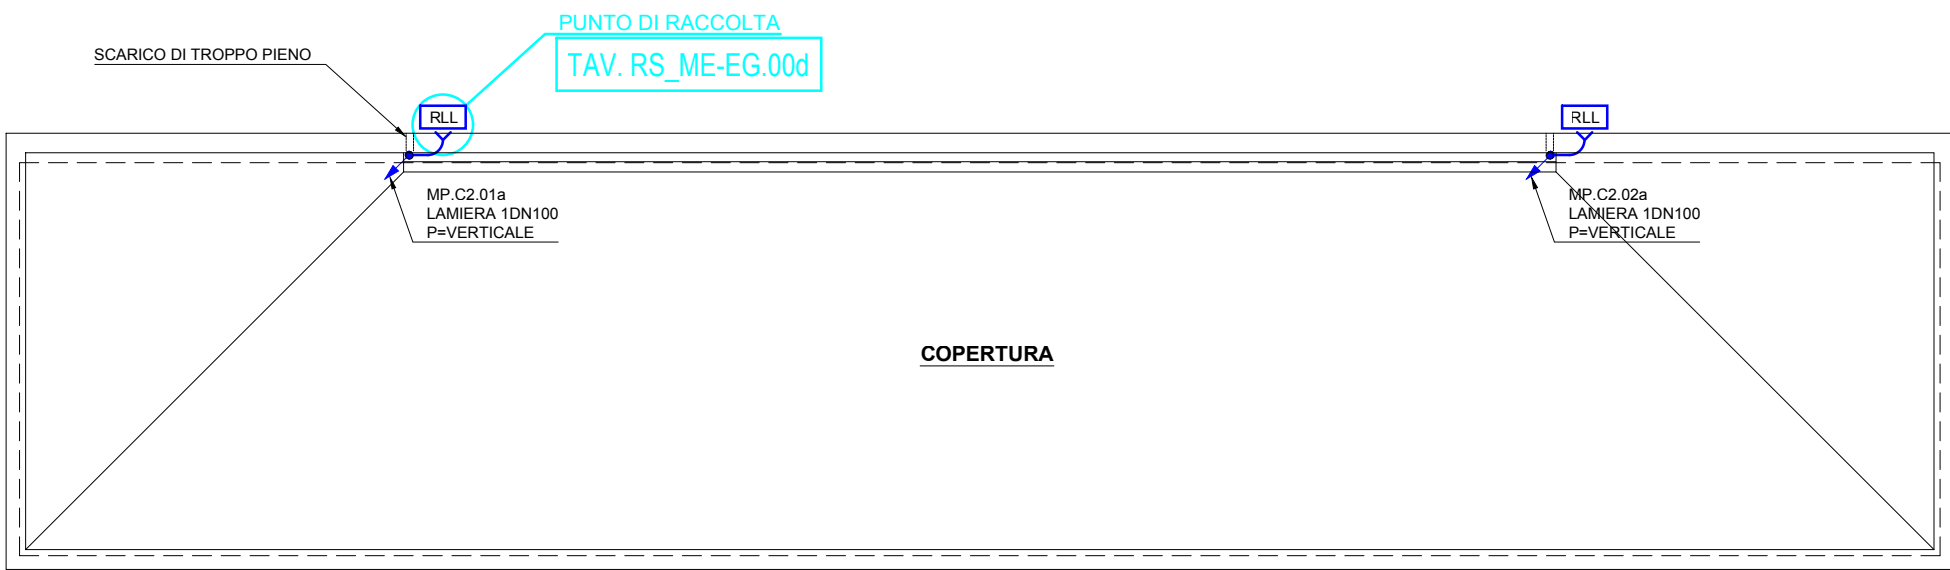 PUNTO DI RACCOLTA
SCARICO DI TROPPO PIENO
TAV. RS_ME-EG.00d
RLL
RLL
MP.C2.01a
LAMIERA 1DN100
P=VERTICALE
MP.C2.02a
LAMIERA 1DN100
P=VERTICALE
COPERTURA